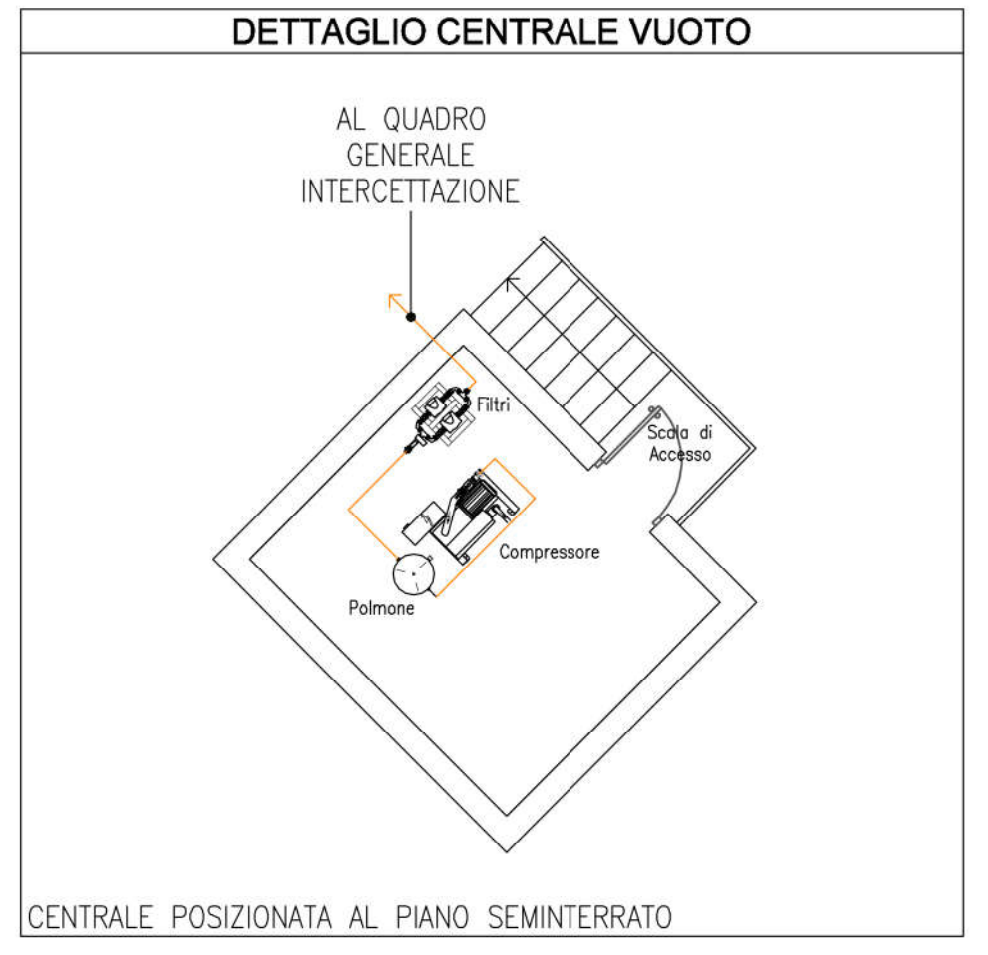 DETTAGLIO CENTRALE VUOTO
AL QUADRO
GENERALE
INTERCETTAZIONE
Filtri
Scala di
Accesso
Compressore
Polmone
CENTRALE POSIZIONATA AL PIANO SEMINTERRATO